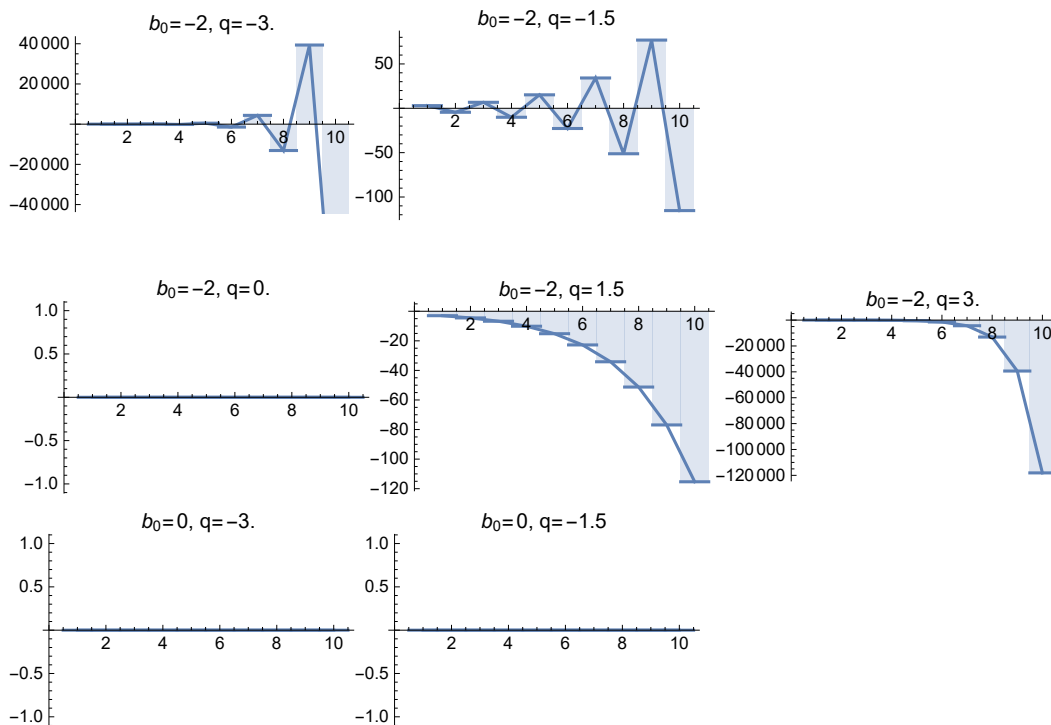 b₀=−2, q=−3.
40 000
20 000
2 4 6 8 10
−20 000
−40 000
b₀=−2, q=−1.5
50
2 4 6 8 10
−50
−100
b₀=−2, q=0.
1.0
0.5
2 4 6 8 10
−0.5
−1.0
b₀=−2, q=1.5
2 4 6 8 10
−20
−40
−60
−80
−100
−120
b₀=−2, q=3.
2 4 6 8 10
−20 000
−40 000
−60 000
−80 000
−100 000
−120 000
b₀=0, q=−3.
1.0
0.5
2 4 6 8 10
−0.5
−1.0
b₀=0, q=−1.5
1.0
0.5
2 4 6 8 10
−0.5
−1.0